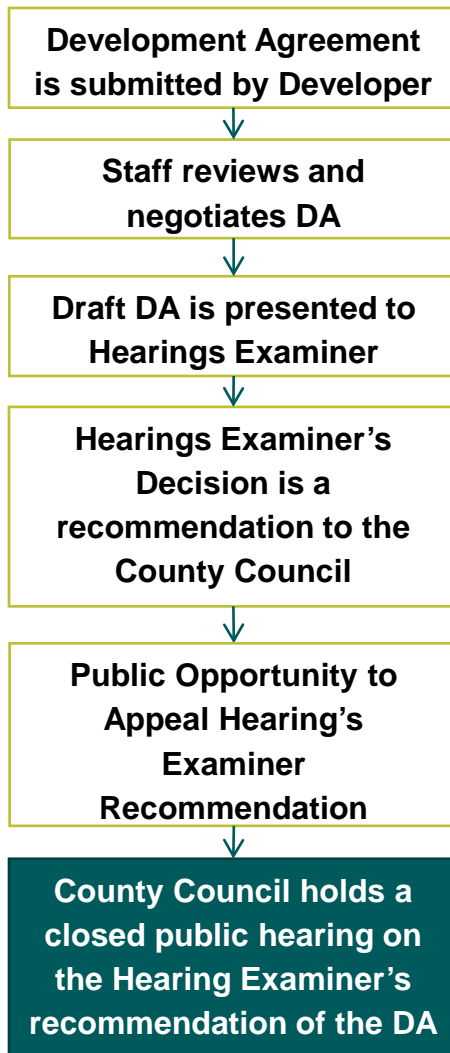 Development Agreement
is submitted by Developer
Staff reviews and
negotiates DA
Draft DA is presented to
Hearings Examiner
Hearings Examiner’s
Decision is a
recommendation to the
County Council
Public Opportunity to
Appeal Hearing’s
Examiner
Recommendation
County Council holds a
closed public hearing on
the Hearing Examiner’s
recommendation of the DA